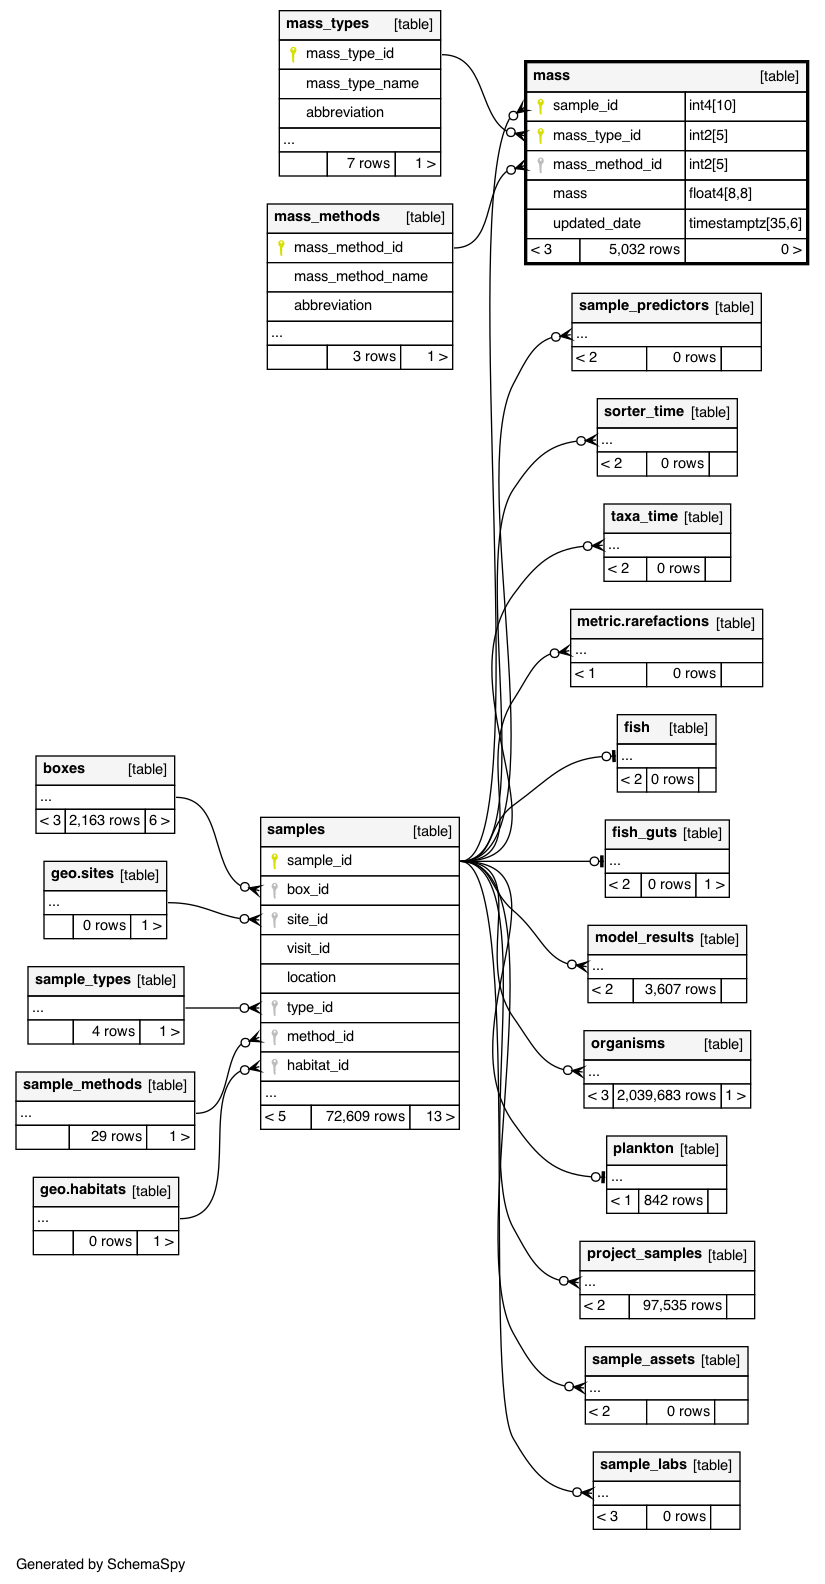 mass_types [table]
mass_type_id
mass_type_name
abbreviation
...
7 rows 1 >
mass [table]
sample_id int4[10]
mass_type_id int2[5]
mass_method_id int2[5]
mass float4[8,8]
updated_date timestamptz[35,6]
< 3 5,032 rows 0 >
mass_methods [table]
mass_method_id
mass_method_name
abbreviation
...
3 rows 1 >
sample_predictors [table]
...
< 2 0 rows
sorter_time [table]
...
< 2 0 rows
taxa_time [table]
...
< 2 0 rows
metric.rarefactions [table]
...
< 1 0 rows
fish [table]
...
< 2 0 rows
boxes [table]
...
< 3 2,163 rows 6 >
samples [table]
sample_id
box_id
site_id
visit_id
location
type_id
method_id
habitat_id
...
< 5 72,609 rows 13 >
fish_guts [table]
...
< 2 0 rows 1 >
geo.sites [table]
...
0 rows 1 >
model_results [table]
...
< 2 3,607 rows
sample_types [table]
...
4 rows 1 >
organisms [table]
...
< 3 2,039,683 rows 1 >
sample_methods [table]
...
29 rows 1 >
plankton [table]
...
< 1 842 rows
geo.habitats [table]
...
0 rows 1 >
project_samples [table]
...
< 2 97,535 rows
sample_assets [table]
...
< 2 0 rows
sample_labs [table]
...
< 3 0 rows
Generated by SchemaSpy